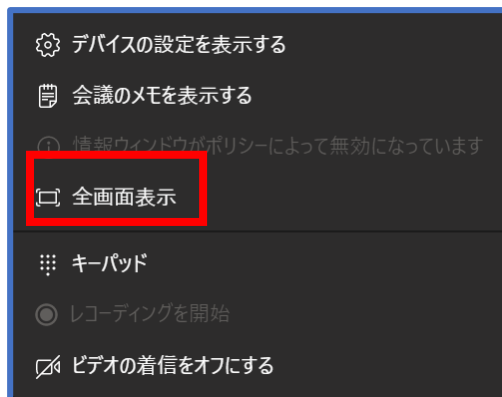 デバイスの設定を表示する
会議のメモを表示する
情報ウィンドウがポリシーによって無効になっています
全画面表示
キーパッド
レコーディングを開始
ビデオの着信をオフにする